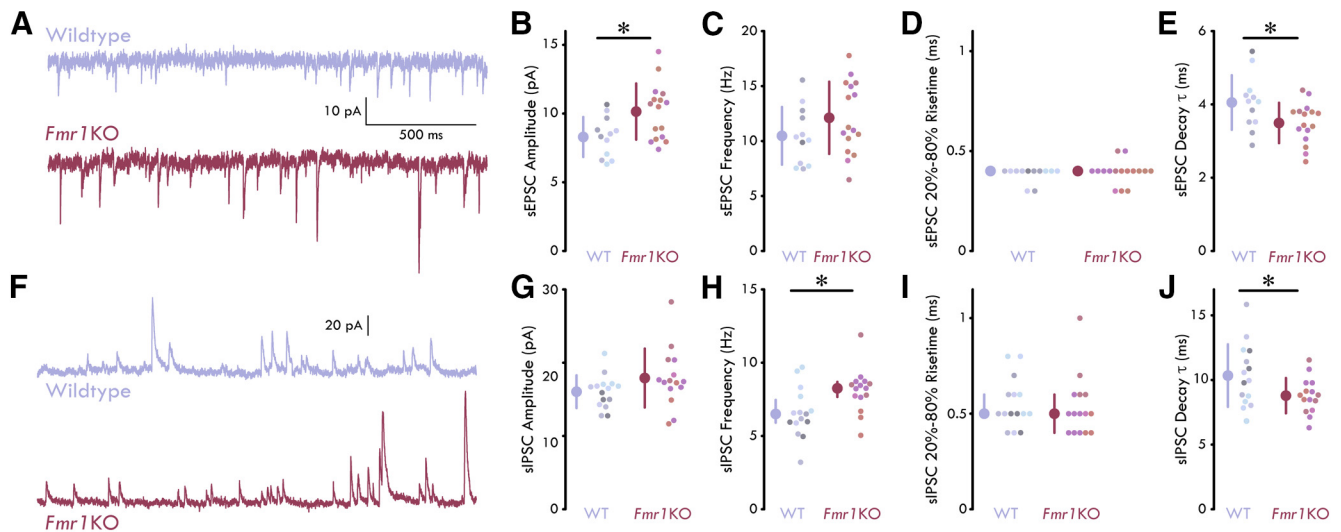 A
Wildtype
10 pA
500 ms
Fmr1KO
B
sEPSC Amplitude (pA)
15
10
5
0
*
WT
Fmr1KO
C
sEPSC Frequency (Hz)
20
15
10
5
0
WT
Fmr1KO
D
sEPSC 20%-80% Risetime (ms)
1
0.5
0
WT
Fmr1KO
E
sEPSC Decay τ (ms)
6
4
2
0
*
WT
Fmr1KO
F
20 pA
Wildtype
Fmr1KO
G
sIPSC Amplitude (pA)
30
20
10
0
WT
Fmr1KO
H
sIPSC Frequency (Hz)
15
10
5
0
*
WT
Fmr1KO
I
sIPSC 20%-80% Risetime (ms)
1
0.5
0
WT
Fmr1KO
J
sIPSC Decay τ (ms)
15
10
5
0
*
WT
Fmr1KO